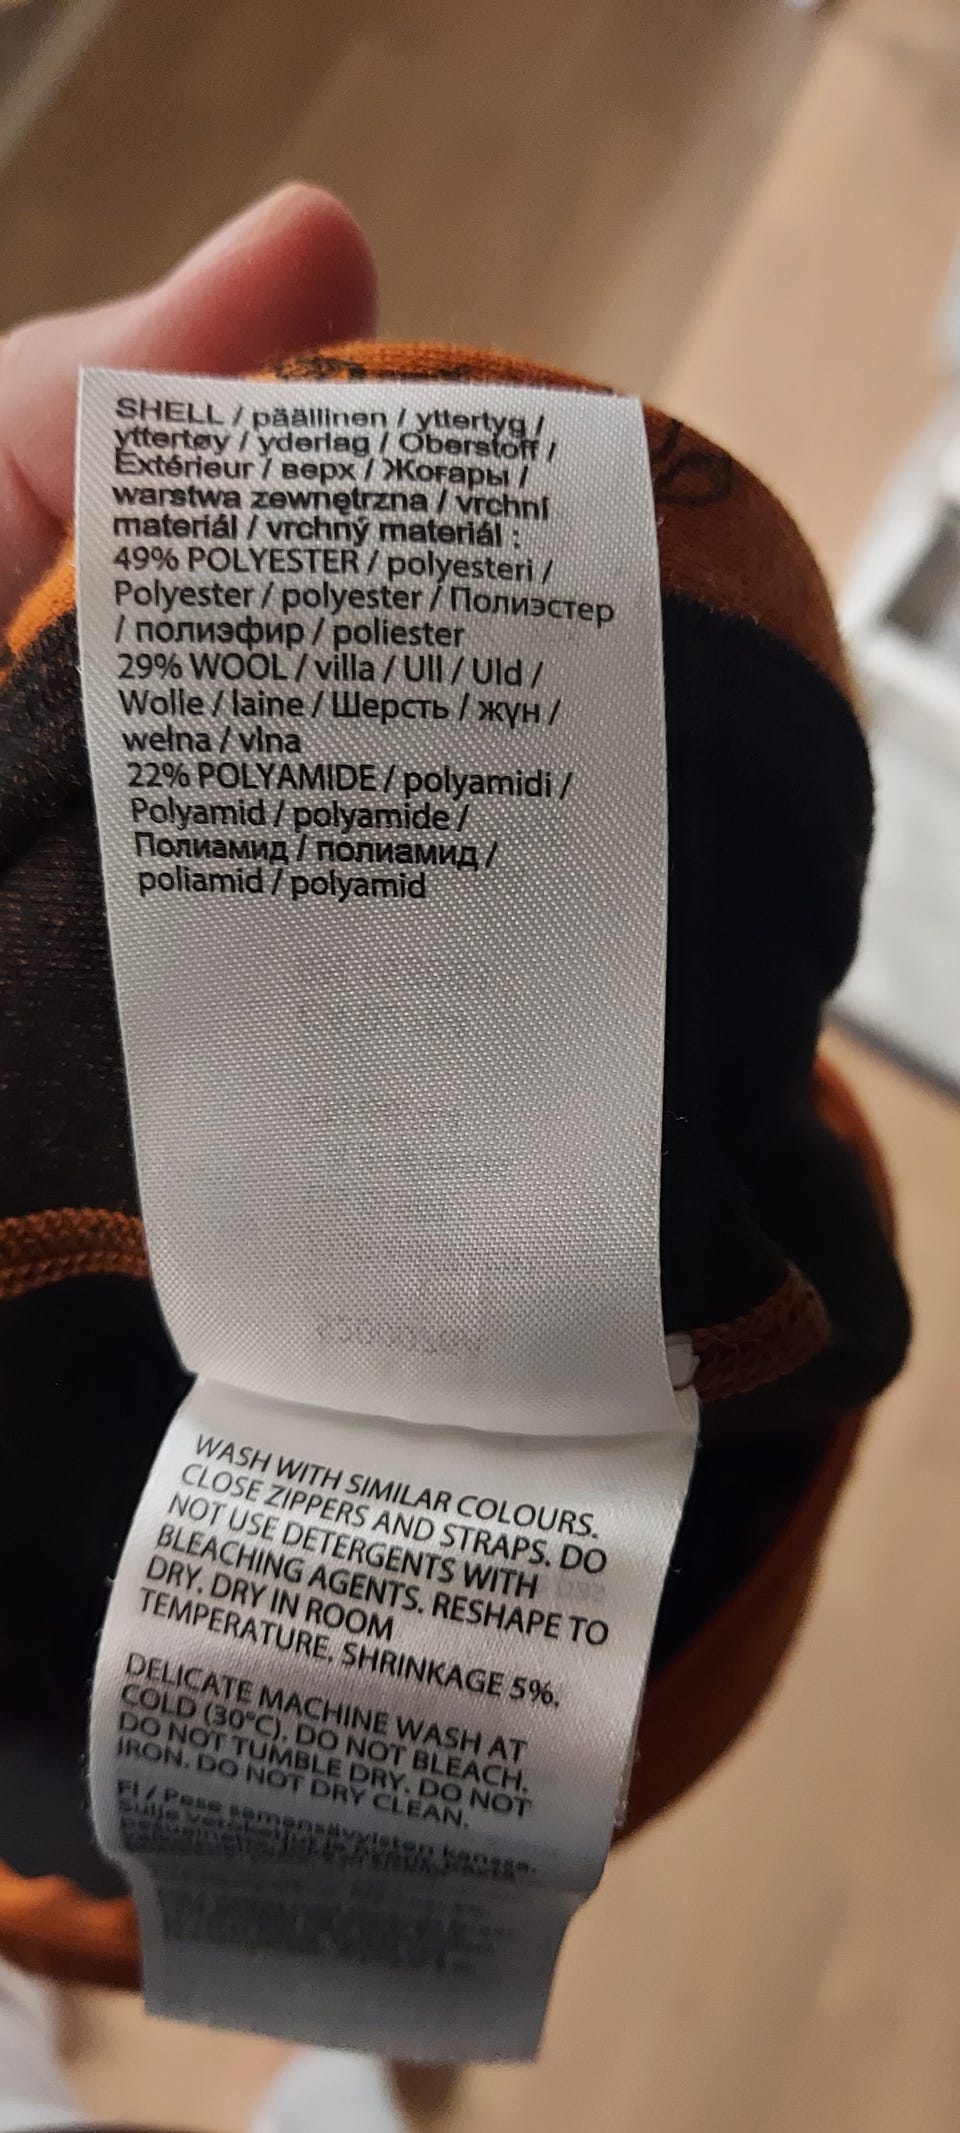 SHELL / päällinen / yttertyg /
yttertøy / yderlag / Oberstoff /
Extérieur / верх / Жоғары /
warstwa zewnętrzna / vrchní
materiál / vrchný materiál :
49% POLYESTER / polyesteri /
Polyester / polyester / Полиэстер
/ полиэфир / poliester
29% WOOL / villa / Ull / Uld /
Wolle / laine / Шерсть / жүн /
wełna / vlna
22% POLYAMIDE / polyamidi /
Polyamid / polyamide /
Полиамид / полиамид /
poliamid / polyamid
WASH WITH SIMILAR COLOURS.
CLOSE ZIPPERS AND STRAPS. DO
NOT USE DETERGENTS WITH
BLEACHING AGENTS. RESHAPE TO
DRY. DRY IN ROOM
TEMPERATURE. SHRINKAGE 5%.
DELICATE MACHINE WASH AT
COLD (30°C). DO NOT BLEACH.
DO NOT TUMBLE DRY. DO NOT
IRON. DO NOT DRY CLEAN.
FI / Pese samansävyisten kanssa.
Sulje vetoketjut ja